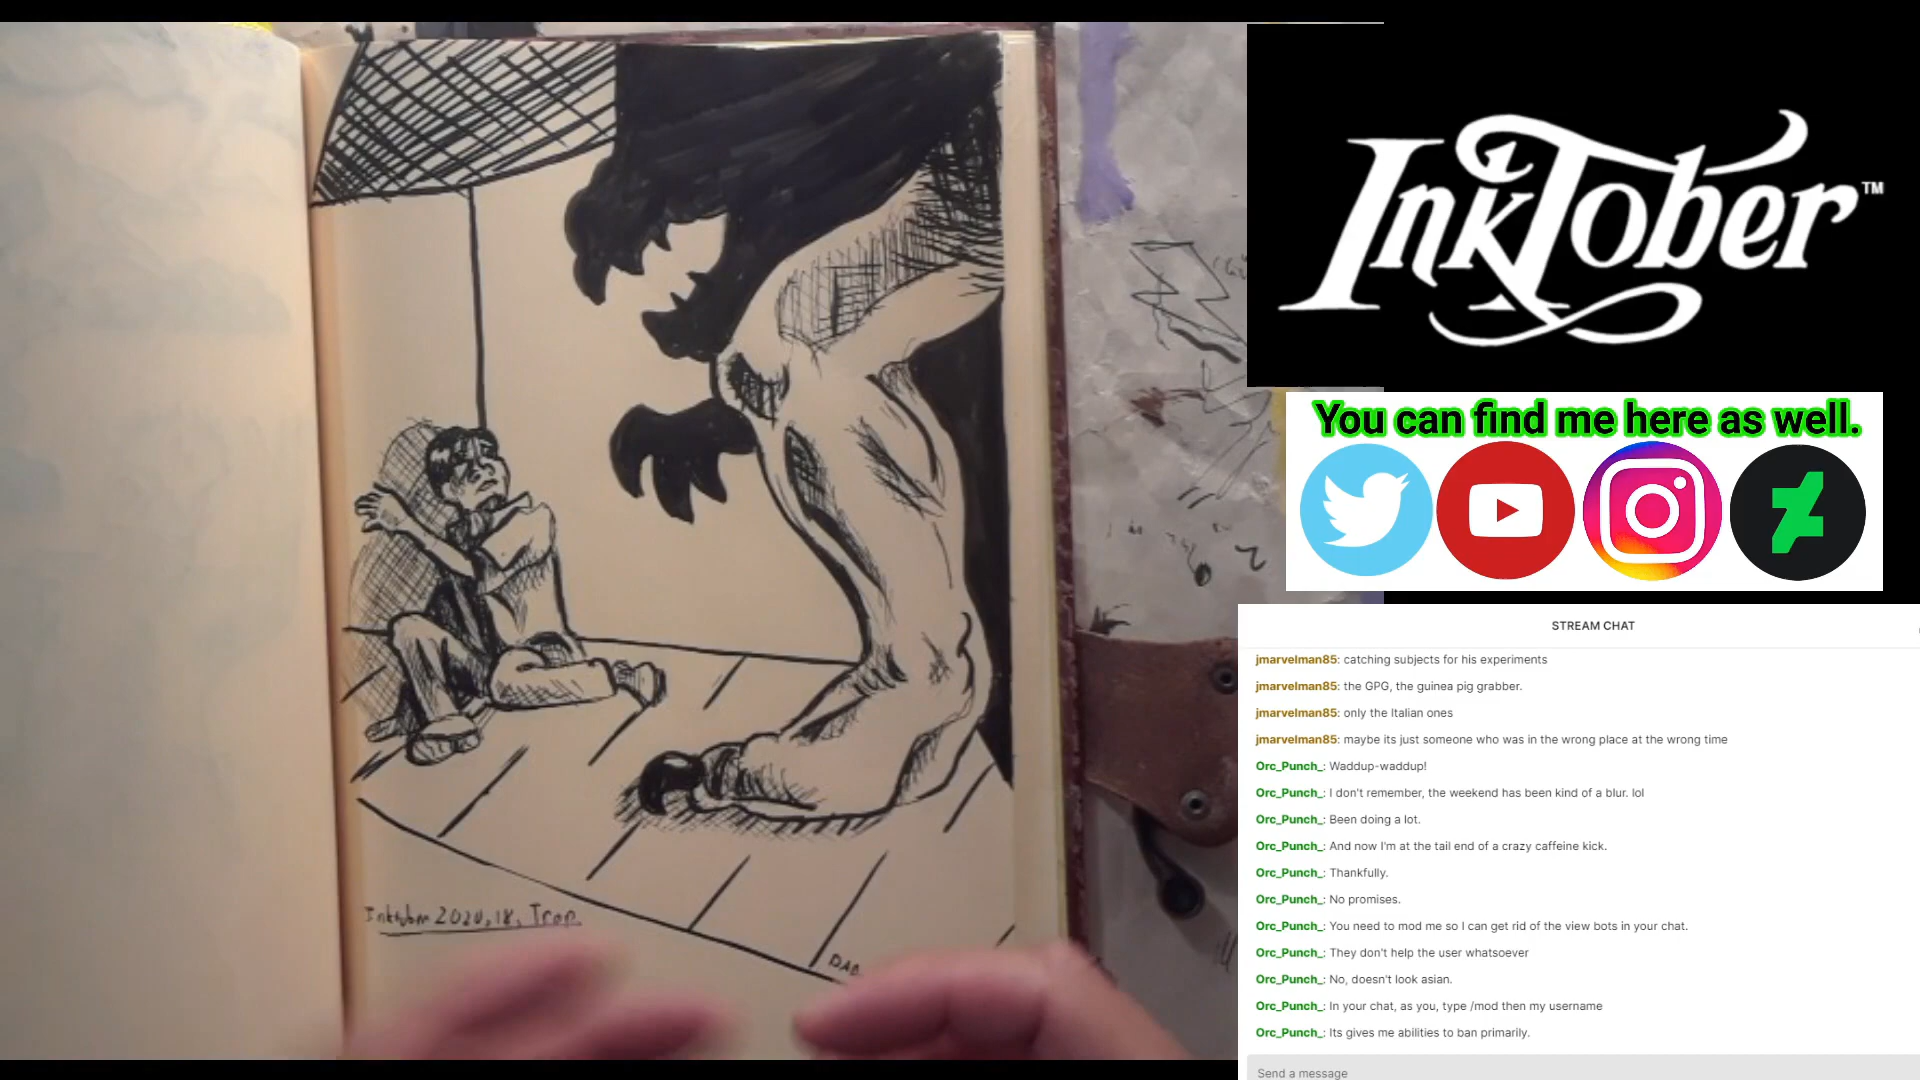 InkTober™
You can find me here as well.
STREAM CHAT
jmarvelman85: catching subjects for his experiments
jmarvelman85: the GPG, the guinea pig grabber.
jmarvelman85: only the Italian ones
jmarvelman85: maybe its just someone who was in the wrong place at the wrong time
Orc_Punch_: Waddup-waddup!
Orc_Punch_: I don't remember, the weekend has been kind of a blur. lol
Orc_Punch_: Been doing a lot.
Orc_Punch_: And now I'm at the tail end of a crazy caffeine kick.
Orc_Punch_: Thankfully.
Orc_Punch_: No promises.
Orc_Punch_: You need to mod me so I can get rid of the view bots in your chat.
Orc_Punch_: They don't help the user whatsoever
Orc_Punch_: No, doesn't look asian.
Orc_Punch_: In your chat, as you, type /mod then my username
Orc_Punch_: Its gives me abilities to ban primarily.
Send a message
Inktober 2020, 18, Trap